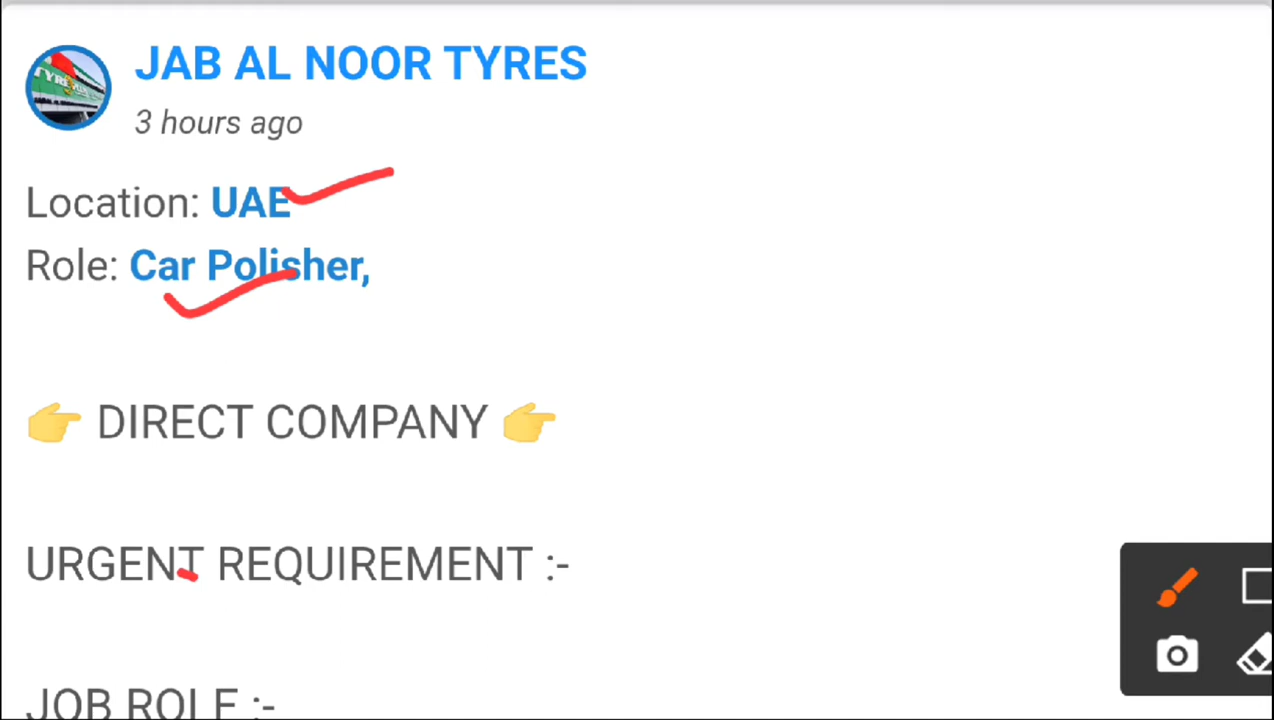 JAB AL NOOR TYRES
3 hours ago
Location: UAE
Role: Car Polisher,
👉 DIRECT COMPANY 👉
URGENT REQUIREMENT :-
JOB ROLE :-